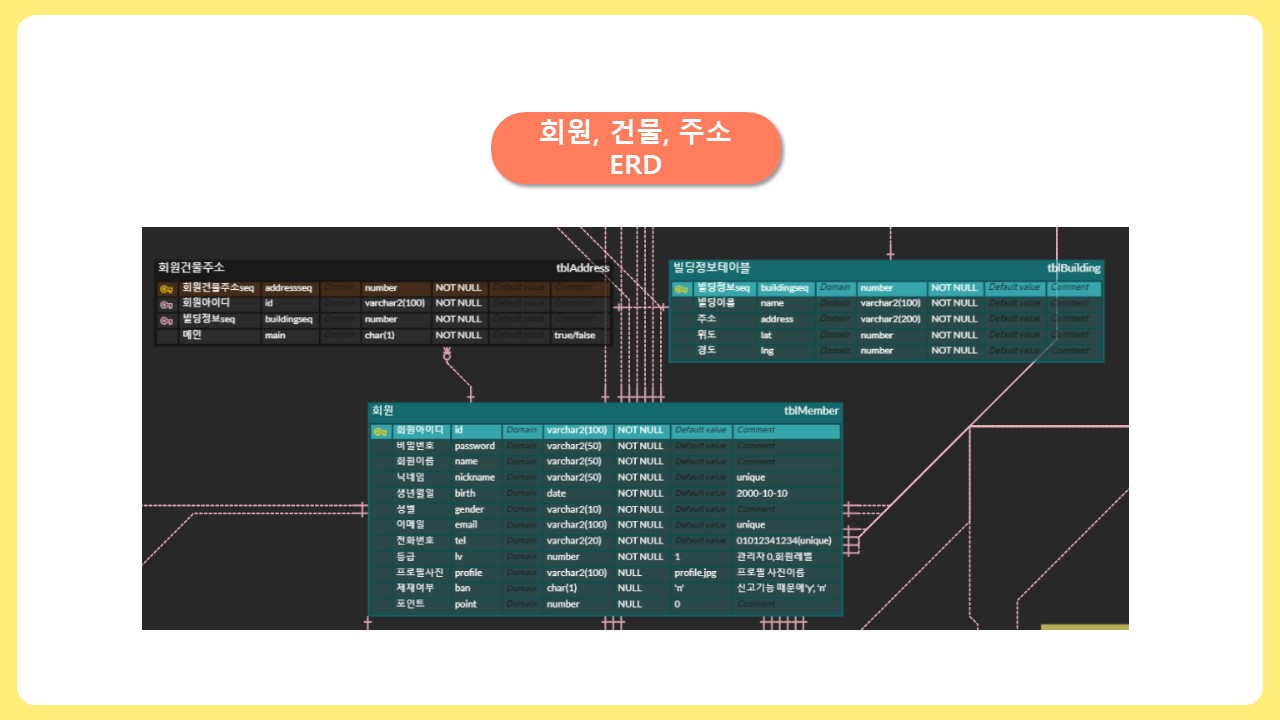 회원, 건물, 주소
ERD
회원건물주소 tblAddress
회원건물주소seq addressseq Domain number NOT NULL Default value Comment
회원아이디 id Domain varchar2(100) NOT NULL Default value Comment
빌딩정보seq buildingseq Domain number NOT NULL Default value Comment
메인 main Domain char(1) NOT NULL Default value true/false
빌딩정보테이블 tblBuilding
빌딩정보seq buildingseq Domain number NOT NULL Default value Comment
빌딩이름 name Domain varchar2(100) NOT NULL Default value Comment
주소 address Domain varchar2(200) NOT NULL Default value Comment
위도 lat Domain number NOT NULL Default value Comment
경도 lng Domain number NOT NULL Default value Comment
회원 tblMember
회원아이디 id Domain varchar2(100) NOT NULL Default value Comment
비밀번호 password Domain varchar2(50) NOT NULL Default value Comment
회원이름 name Domain varchar2(50) NOT NULL Default value Comment
닉네임 nickname Domain varchar2(50) NOT NULL Default value unique
생년월일 birth Domain date NOT NULL Default value 2000-10-10
성별 gender Domain varchar2(10) NOT NULL Default value Comment
이메일 email Domain varchar2(100) NOT NULL Default value unique
전화번호 tel Domain varchar2(20) NOT NULL Default value 01012341234(unique)
등급 lv Domain number NOT NULL 1 관리자 0,회원레벨
프로필사진 profile Domain varchar2(100) NULL profile.jpg 프로필 사진이름
제재여부 ban Domain char(1) NULL 'n' 신고기능 때문에'y', 'n'
포인트 point Domain number NULL 0 Comment